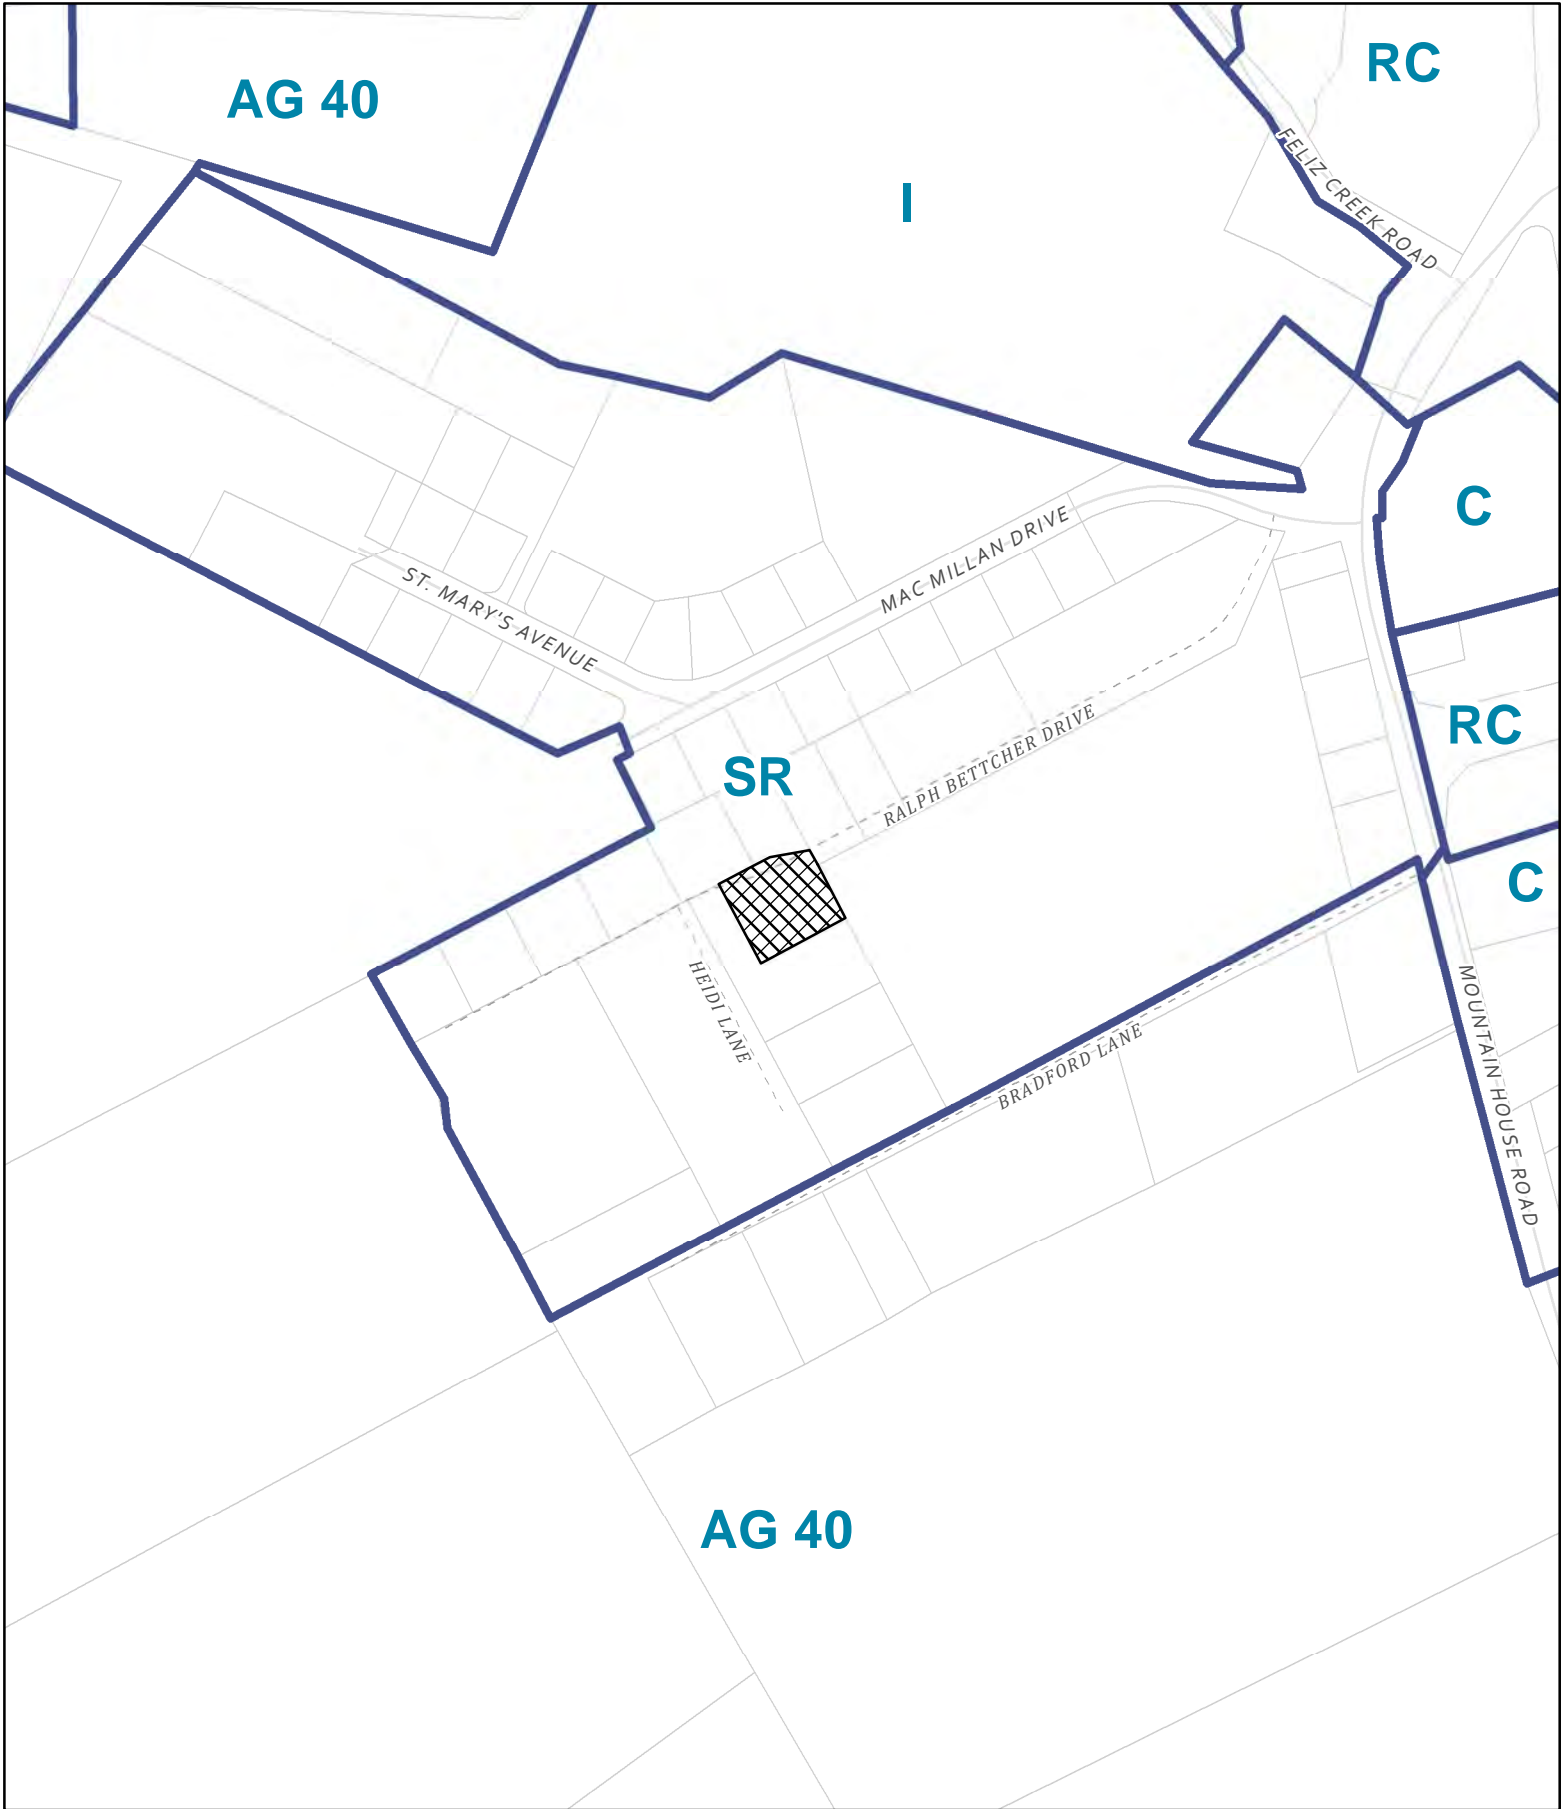 RC
AG 40
FELIZ CREEK ROAD
I
C
MAC MILLAN DRIVE
ST. MARY'S AVENUE
RC
SR
RALPH BETTCHER DRIVE
C
HEIDI LANE
BRADFORD LANE
MOUNTAIN HOUSE ROAD
AG 40